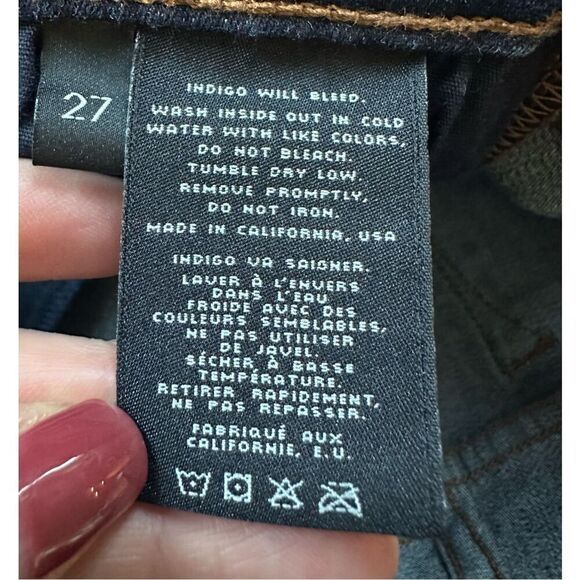 27
INDIGO WILL BLEED.
WASH INSIDE OUT IN COLD
WATER WITH LIKE COLORS,
DO NOT BLEACH.
TUMBLE DRY LOW.
REMOVE PROMPTLY,
DO NOT IRON.
MADE IN CALIFORNIA, USA
INDIGO VA SAIGNER.
LAVER À L'ENVERS
DANS L'EAU
FROIDE AVEC DES
COULEURS SEMBLABLES,
NE PAS UTILISER
DE JAVEL.
SÉCHER À BASSE
TEMPÉRATURE.
RETIRER RAPIDEMENT,
NE PAS REPASSER.
FABRIQUÉ AUX
CALIFORNIE, E.U.